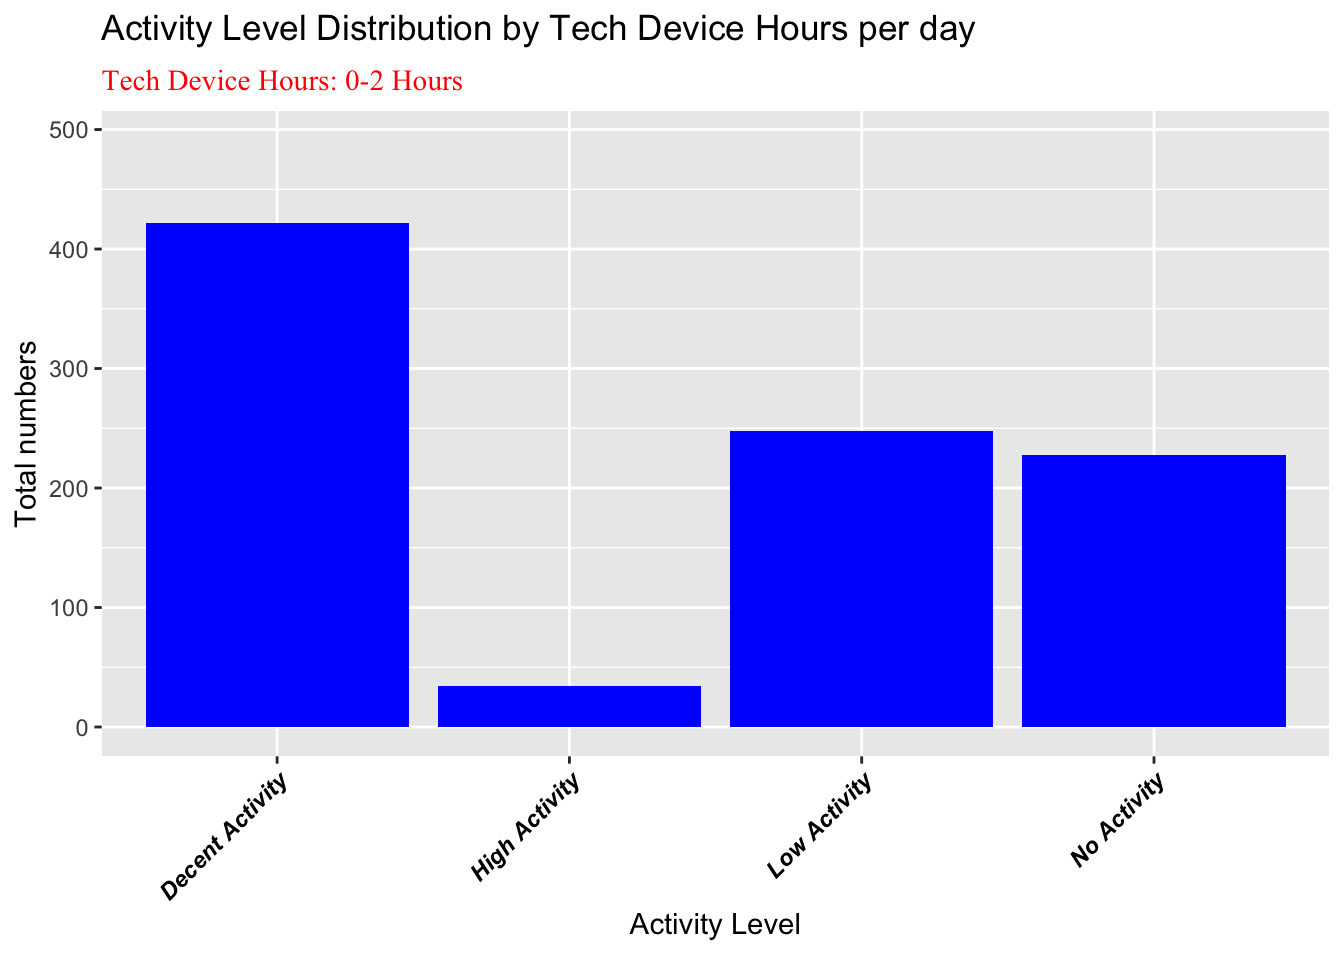 Activity Level Distribution by Tech Device Hours per day
Tech Device Hours: 0-2 Hours
500
400
300
200
100
0
Total numbers
Decent Activity
High Activity
Low Activity
No Activity
Activity Level